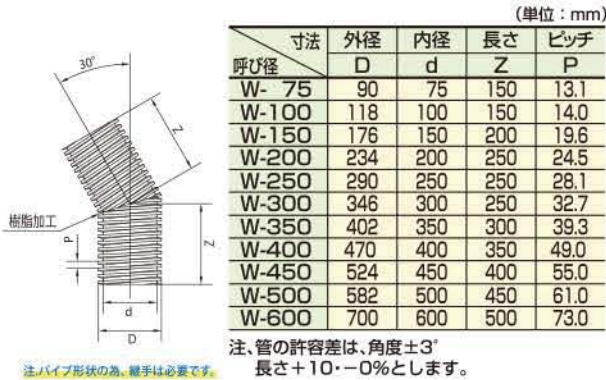 (単位：mm)
寸法 外径 内径 長さ ピッチ
呼び径 D d Z P
W- 75 90 75 150 13.1
W-100 118 100 150 14.0
W-150 176 150 200 19.6
W-200 234 200 250 24.5
W-250 290 250 250 28.1
W-300 346 300 250 32.7
W-350 402 350 300 39.3
W-400 470 400 350 49.0
W-450 524 450 400 55.0
W-500 582 500 450 61.0
W-600 700 600 500 73.0
注、管の許容差は、角度±3°
長さ+10・-0%とします。
30°
Z
樹脂加工
P
Z
d
D
注.パイプ形状の為、継手は必要です。